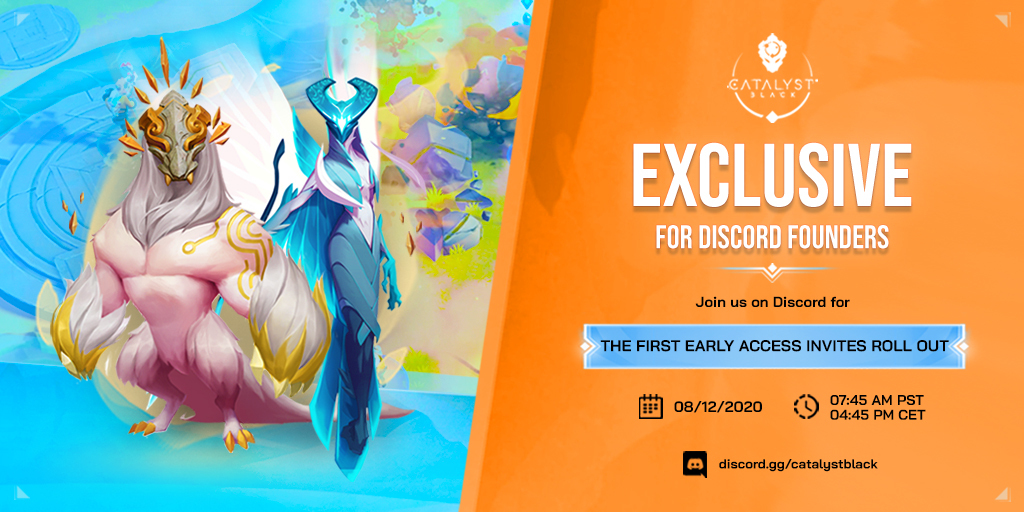 CATALYST
BLACK
EXCLUSIVE
FOR DISCORD FOUNDERS
Join us on Discord for
THE FIRST EARLY ACCESS INVITES ROLL OUT
08/12/2020
07:45 AM PST
04:45 PM CET
discord.gg/catalystblack